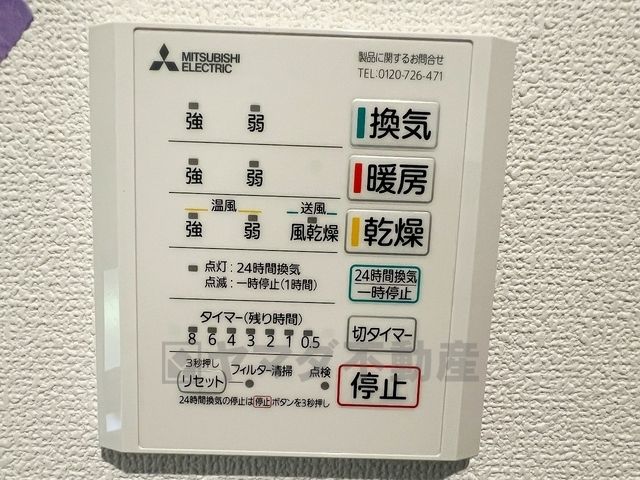 MITSUBISHI
ELECTRIC
製品に関するお問合せ
TEL:0120-726-471
強 弱 換気
強 弱 暖房
温風 送風
強 弱 風乾燥 乾燥
点灯：24時間換気
点滅：一時停止(1時間)
24時間換気
一時停止
タイマー(残り時間)
8 6 4 3 2 1 0.5
切タイマー
ヤマダ不動産
3秒押し
リセット フィルター清掃 点検
停止
24時間換気の停止は停止ボタンを3秒押し